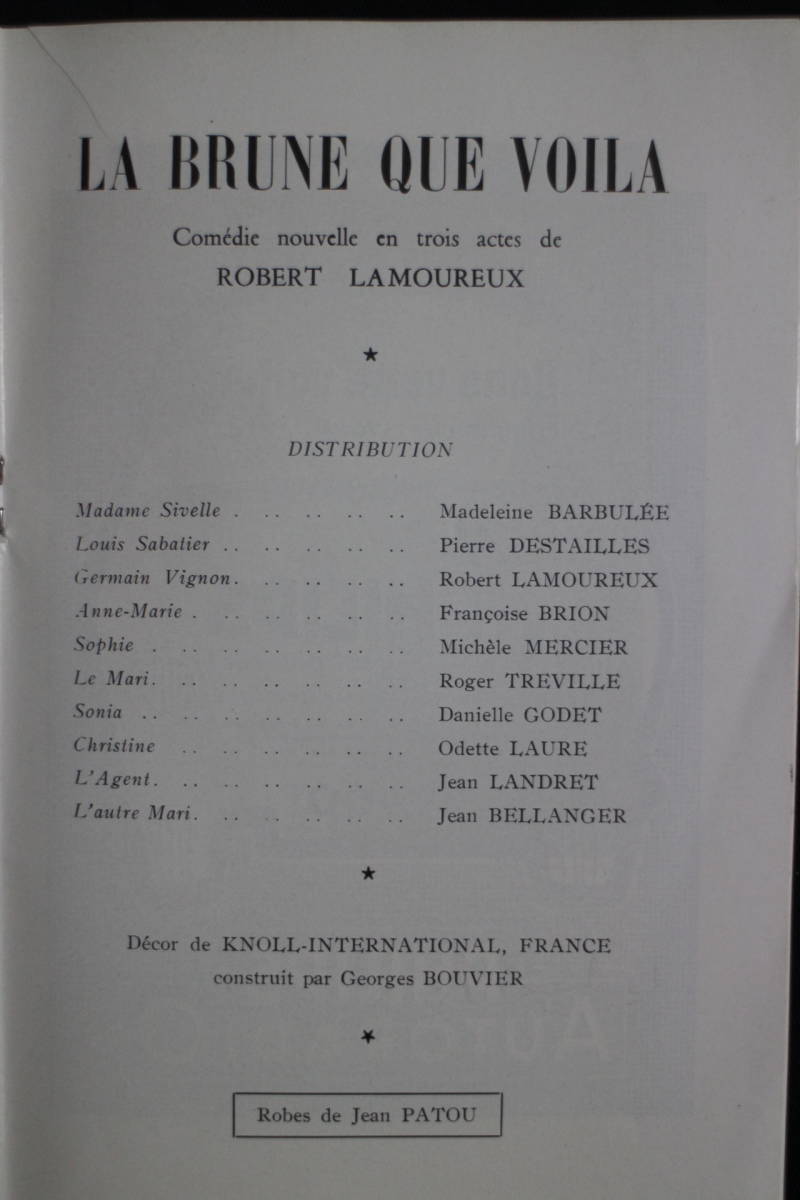 LA BRUNE QUE VOILA
Comédie nouvelle en trois actes de
ROBERT LAMOUREUX
★
DISTRIBUTION
Madame Sivelle . .. .. .. .. Madeleine BARBULÉE
Louis Sabatier .. .. .. .. .. Pierre DESTAILLES
Germain Vignon. .. .. .. .. Robert LAMOUREUX
Anne-Marie . .. .. .. .. .. Françoise BRION
Sophie . .. .. .. .. .. .. Michèle MERCIER
Le Mari. .. .. .. .. .. .. Roger TREVILLE
Sonia .. .. .. .. .. .. .. Danielle GODET
Christine .. .. .. .. .. .. Odette LAURE
L'Agent. .. .. .. .. .. .. Jean LANDRET
L'autre Mari. .. .. .. .. .. Jean BELLANGER
★
Décor de KNOLL-INTERNATIONAL, FRANCE
construit par Georges BOUVIER
★
Robes de Jean PATOU